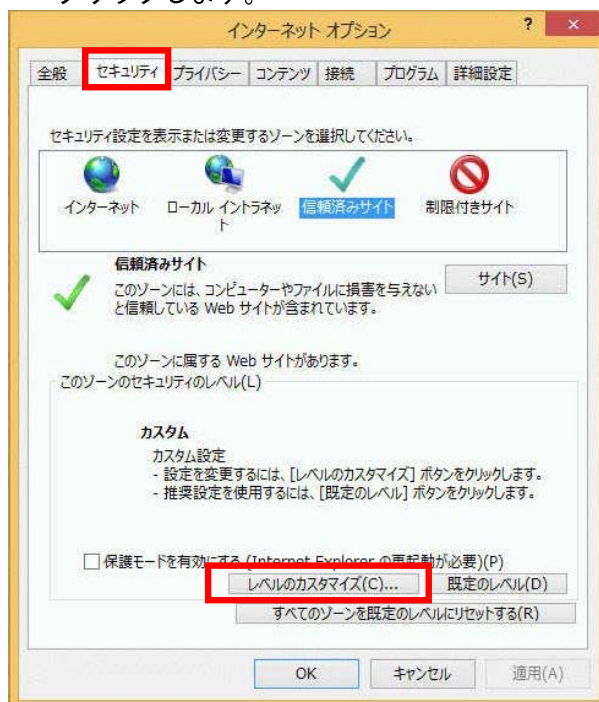 クリックします。
インターネット オプション
? ×
全般 セキュリティ プライバシー コンテンツ 接続 プログラム 詳細設定
セキュリティ設定を表示または変更するゾーンを選択してください。
インターネット ローカル イントラネッ 信頼済みサイト 制限付きサイト
ト
信頼済みサイト
サイト(S)
このゾーンには、コンピューターやファイルに損害を与えない
と信頼している Web サイトが含まれています。
このゾーンに属する Web サイトがあります。
このゾーンのセキュリティのレベル(L)
カスタム
カスタム設定
- 設定を変更するには、[レベルのカスタマイズ] ボタンをクリックします。
- 推奨設定を使用するには、[既定のレベル] ボタンをクリックします。
保護モードを有効にする (Internet Explorer の再起動が必要)(P)
レベルのカスタマイズ(C)... 既定のレベル(D)
すべてのゾーンを既定のレベルにリセットする(R)
OK キャンセル 適用(A)